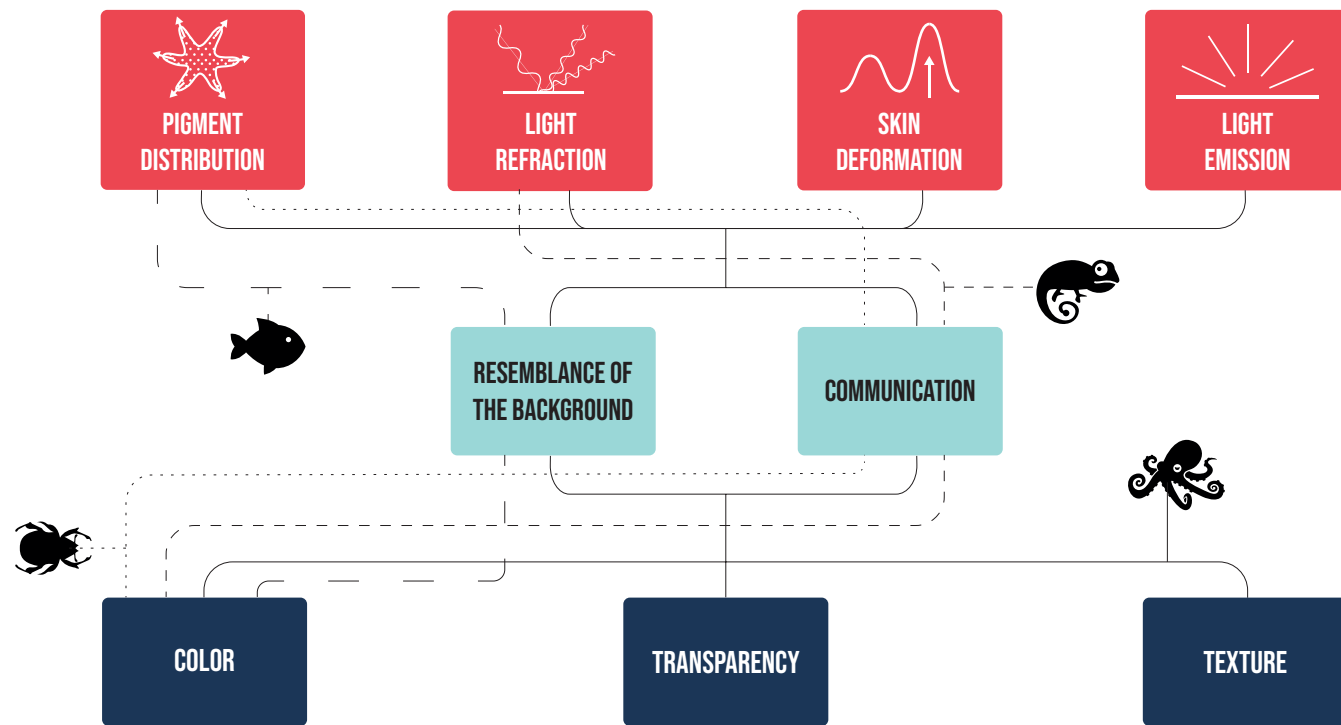 PIGMENT
DISTRIBUTION
LIGHT
REFRACTION
SKIN
DEFORMATION
LIGHT
EMISSION
RESEMBLANCE OF
THE BACKGROUND
COMMUNICATION
COLOR
TRANSPARENCY
TEXTURE